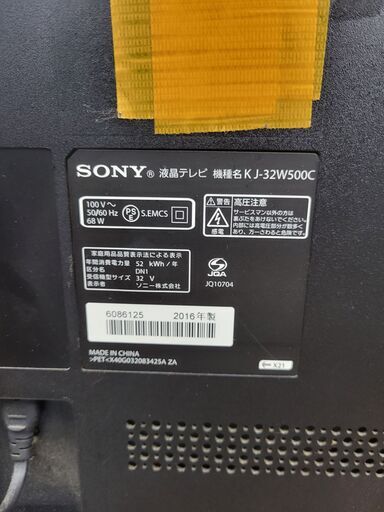 SONY® 液晶テレビ 機種名 KJ-32W500C
100V～
50/60 Hz
68 W
PS E S.EMCS
警告 高圧注意
サービスマン以外の方は
裏ぶたをあけないでください。
内部には高電圧部分が数多く
あり、万一さわると危険です。
感電
家庭用品品質表示法による表示
年間消費電力量 52 kWh/年
区分名 DN1
受信機型サイズ 32 V
表示者 ソニー株式会社
JQA
JQ10704
6086125 2016年製
MADE IN CHINA
>PET< X40G032083425A ZA
X21